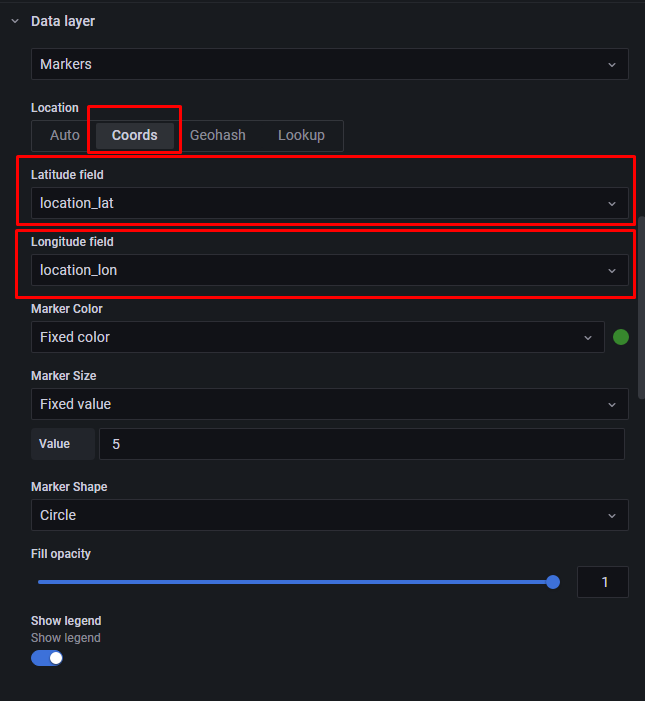 Data layer
Markers
Location
Auto Coords Geohash Lookup
Latitude field
location_lat
Longitude field
location_lon
Marker Color
Fixed color
Marker Size
Fixed value
Value 5
Marker Shape
Circle
Fill opacity
1
Show legend
Show legend